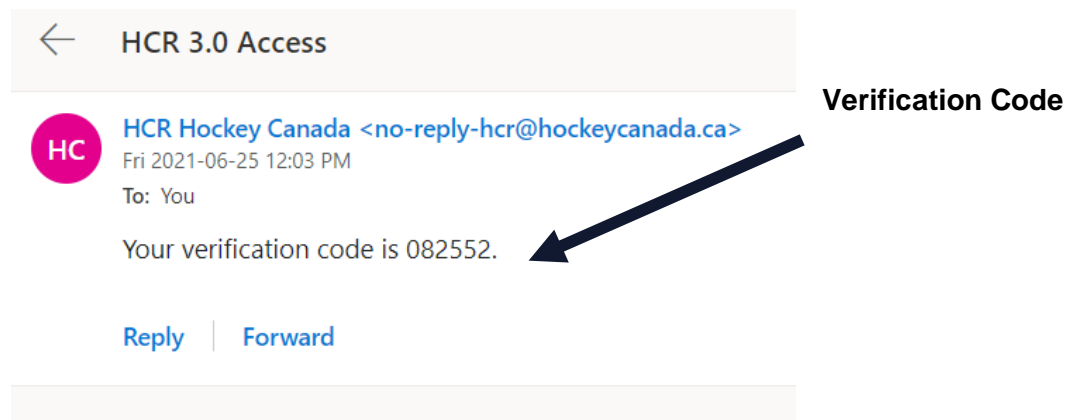 HCR 3.0 Access
Verification Code
HC
HCR Hockey Canada <no-reply-hcr@hockeycanada.ca>
Fri 2021-06-25 12:03 PM
To: You
Your verification code is 082552.
Reply Forward